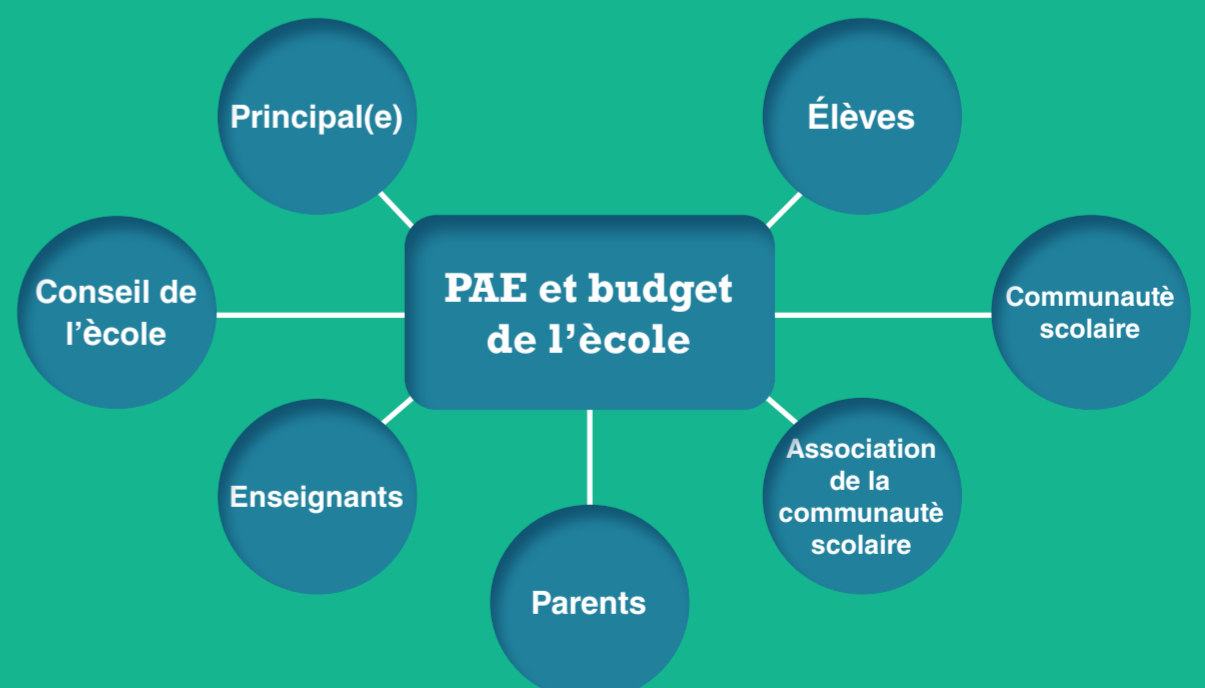 Principal(e)
Élèves
PAE et budget
de l'ècole
Conseil de
l'ècole
Communautè
scolaire
Enseignants
Association
de la
communautè
scolaire
Parents